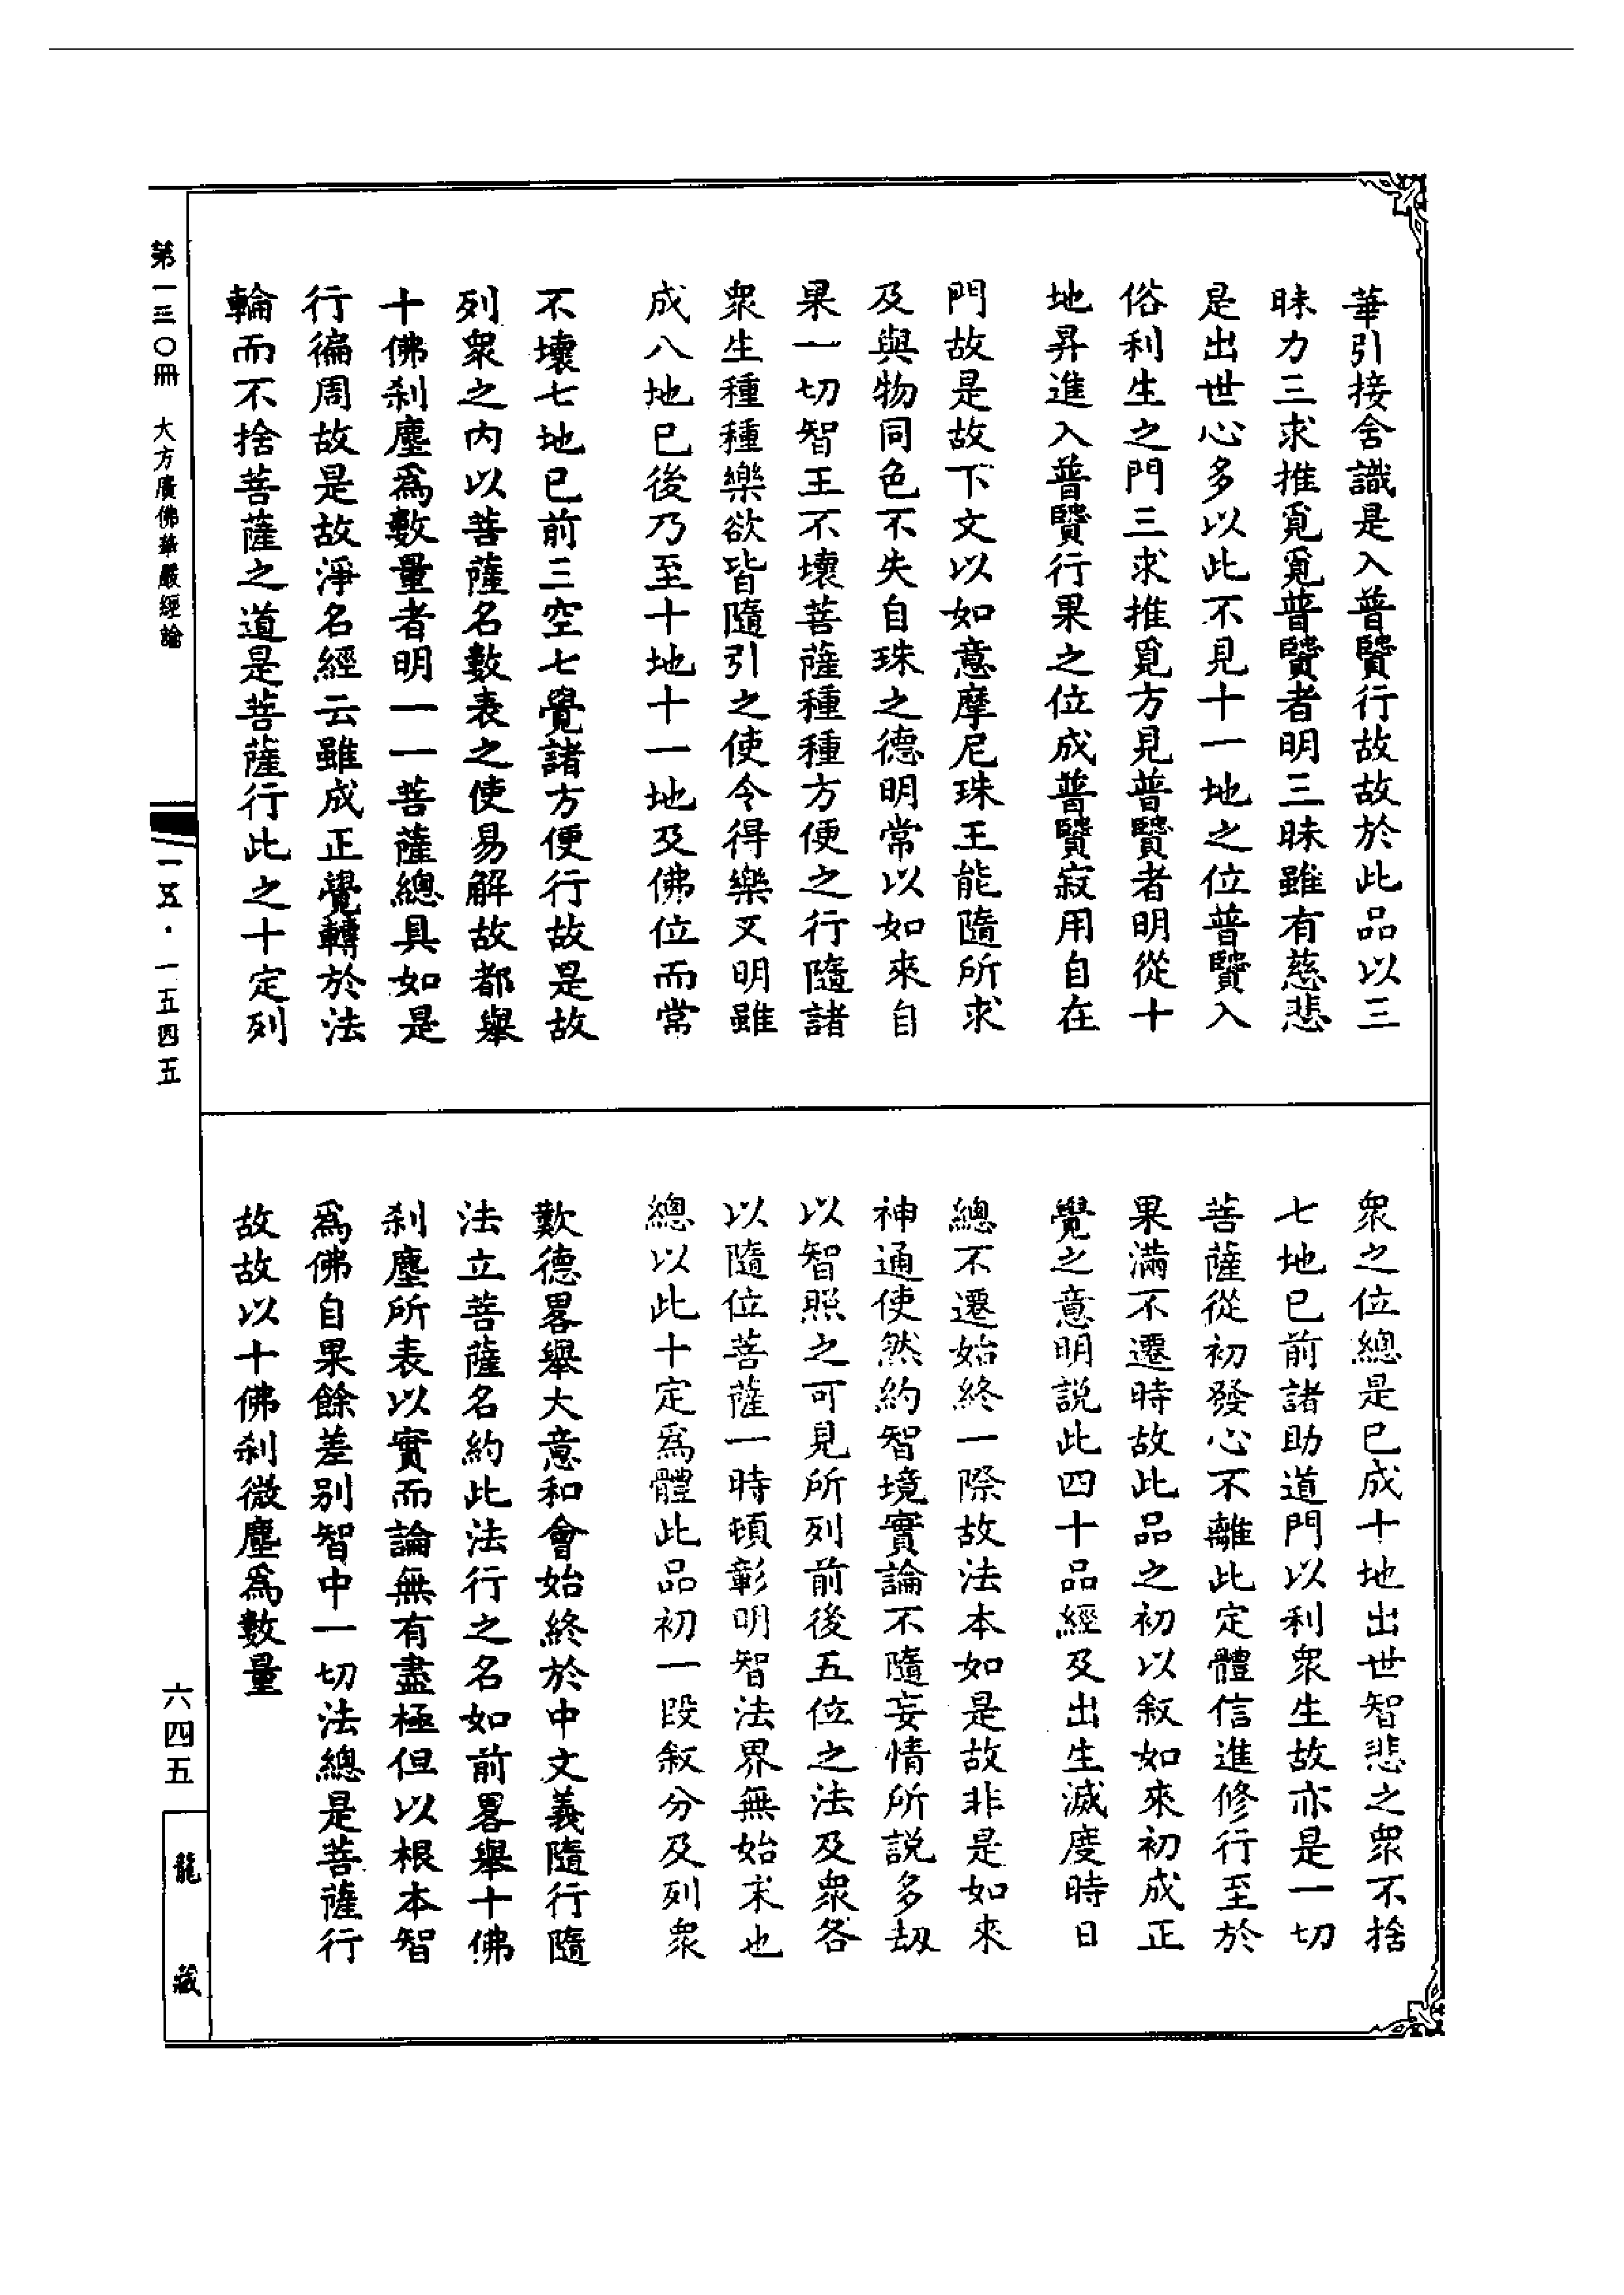 華引接含識是入普賢行故故於此品以三
昧力三求推覓覓普賢者明三昧雖有慈悲
是出世心多以此不見十一地之位普賢入
俗利生之門三求推覓方見普賢者明從十
地昇進入普賢行果之位成普賢寂用自在
門故是故下文以如意摩尼珠王能隨所求
及與物同色不失自珠之德明常以如來自
果一切智王不壞菩薩種種方便之行隨諸
衆生種種樂欲皆隨引之使令得樂又明雖
成八地已後乃至十地十一地及佛位而常
不壞七地已前三空七覺諸方便行故是故
列衆之内以菩薩名數表之使易解故都舉
十佛刹塵爲數量者明一一菩薩總具如是
行徧周故是故淨名經云雖成正覺轉於法
輪而不捨菩薩之道是菩薩行此之十定列
衆之位總是已成十地出世智悲之衆不捨
七地已前諸助道門以利衆生故亦是一切
菩薩從初發心不離此定體信進修行至於
果滿不遷時故此品之初以叙如來初成正
覺之意明説此四十品經及出生滅度時日
總不遷始終一際故法本如是故非是如來
神通使然約智境實論不隨妄情所説多劫
以智照之可見所列前後五位之法及衆各
以隨位菩薩一時頓彰明智法界無始末也
總以此十定爲體此品初一段叙分及列衆
歎德畧舉大意和會始終於中文義隨行隨
法立菩薩名約此法行之名如前畧舉十佛
刹塵所表以實而論無有盡極但以根本智
爲佛自果餘差别智中一切法總是菩薩行
故故以十佛刹微塵爲數量
第一三〇冊　大方廣佛華嚴經論
一五·一五四五
六四五
龍藏